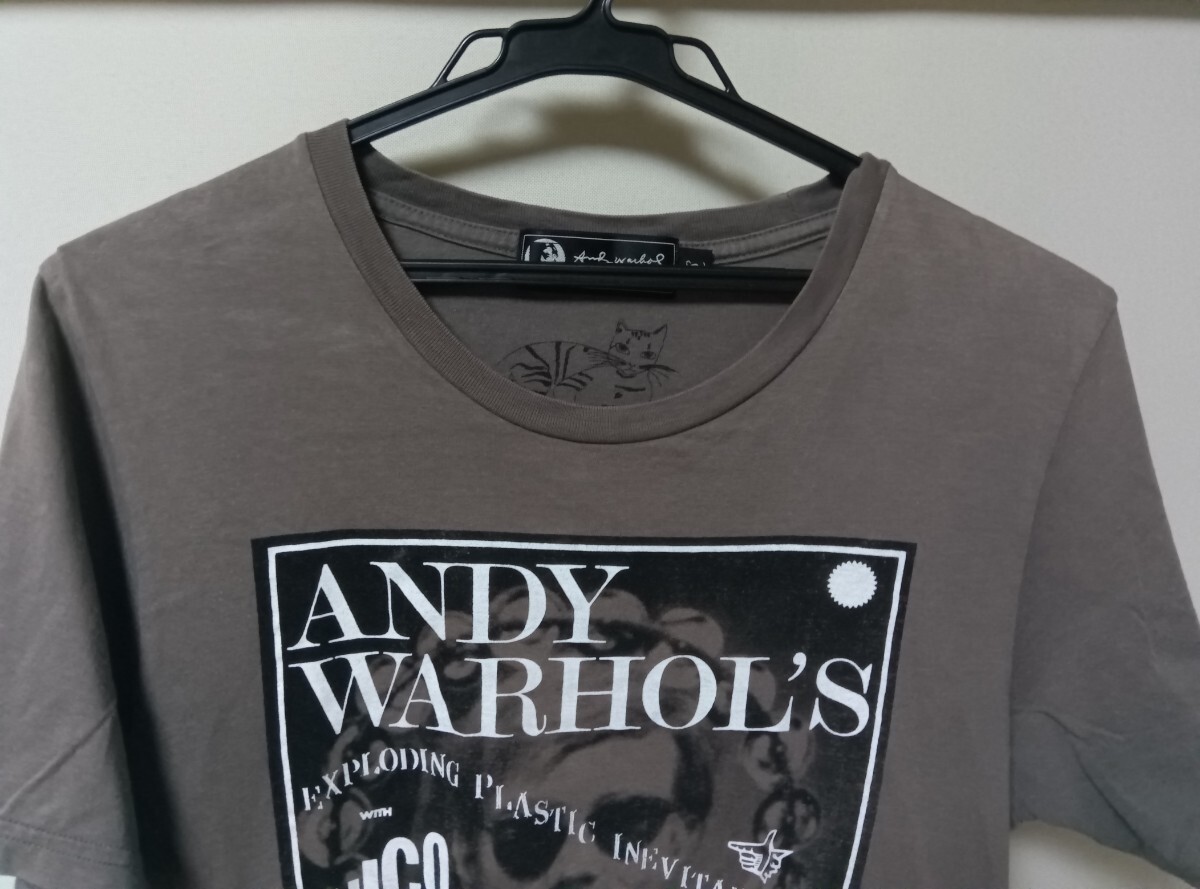 Andy Warhol
ANDY
WARHOL'S
EXPLODING PLASTIC INEVITA
WITH